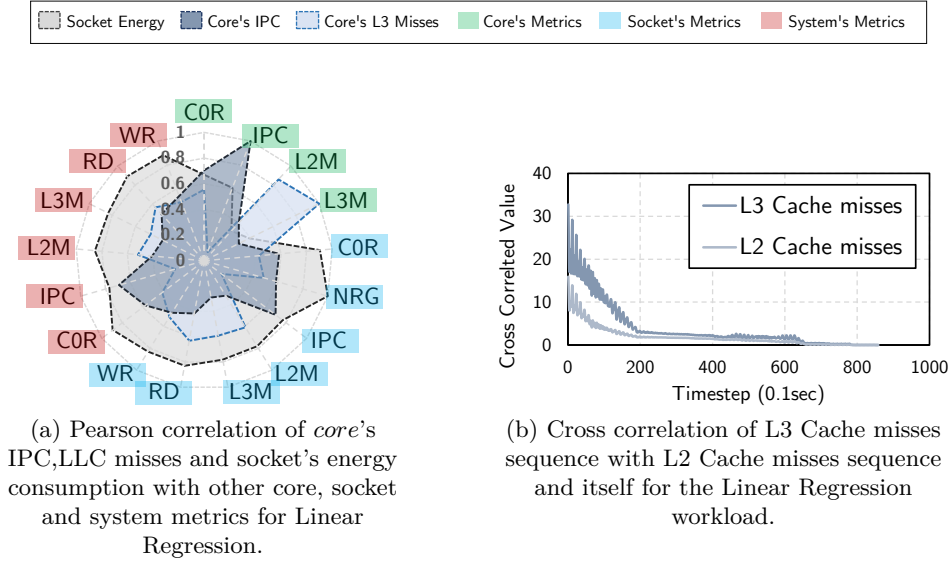 Socket Energy Core's IPC Core's L3 Misses Core's Metrics Socket's Metrics System's Metrics
C0R
WR 1 IPC
RD 0.8 L2M
0.6
L3M 0.4 L3M
0.2
L2M 0 C0R
IPC NRG
C0R IPC
WR L2M
RD L3M
(a) Pearson correlation of core's
IPC,LLC misses and socket's energy
consumption with other core, socket
and system metrics for Linear
Regression.
Cross Correlted Value
40
30
20
10
0
L3 Cache misses
L2 Cache misses
0 200 400 600 800 1000
Timestep (0.1sec)
(b) Cross correlation of L3 Cache misses
sequence with L2 Cache misses sequence
and itself for the Linear Regression
workload.